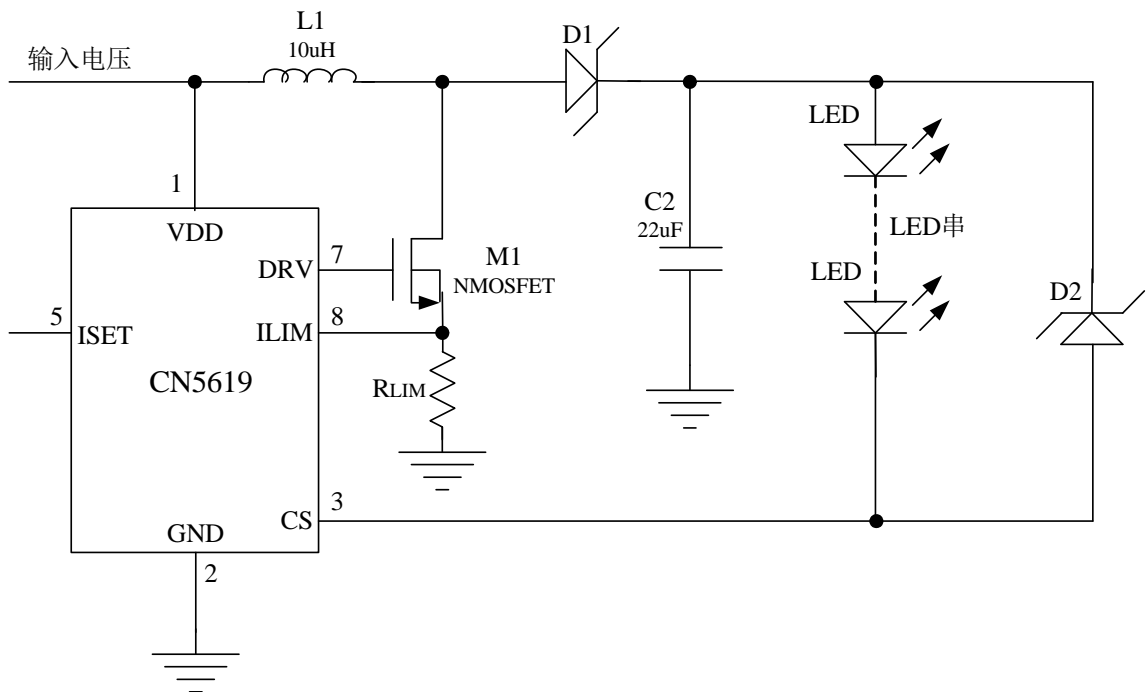 L1
10uH
输入电压
D1
1
VDD
DRV
7
M1
NMOSFET
5
ISET
ILIM
8
CN5619
RLIM
C2
22uF
LED
LED串
LED
D2
CS
3
GND
2